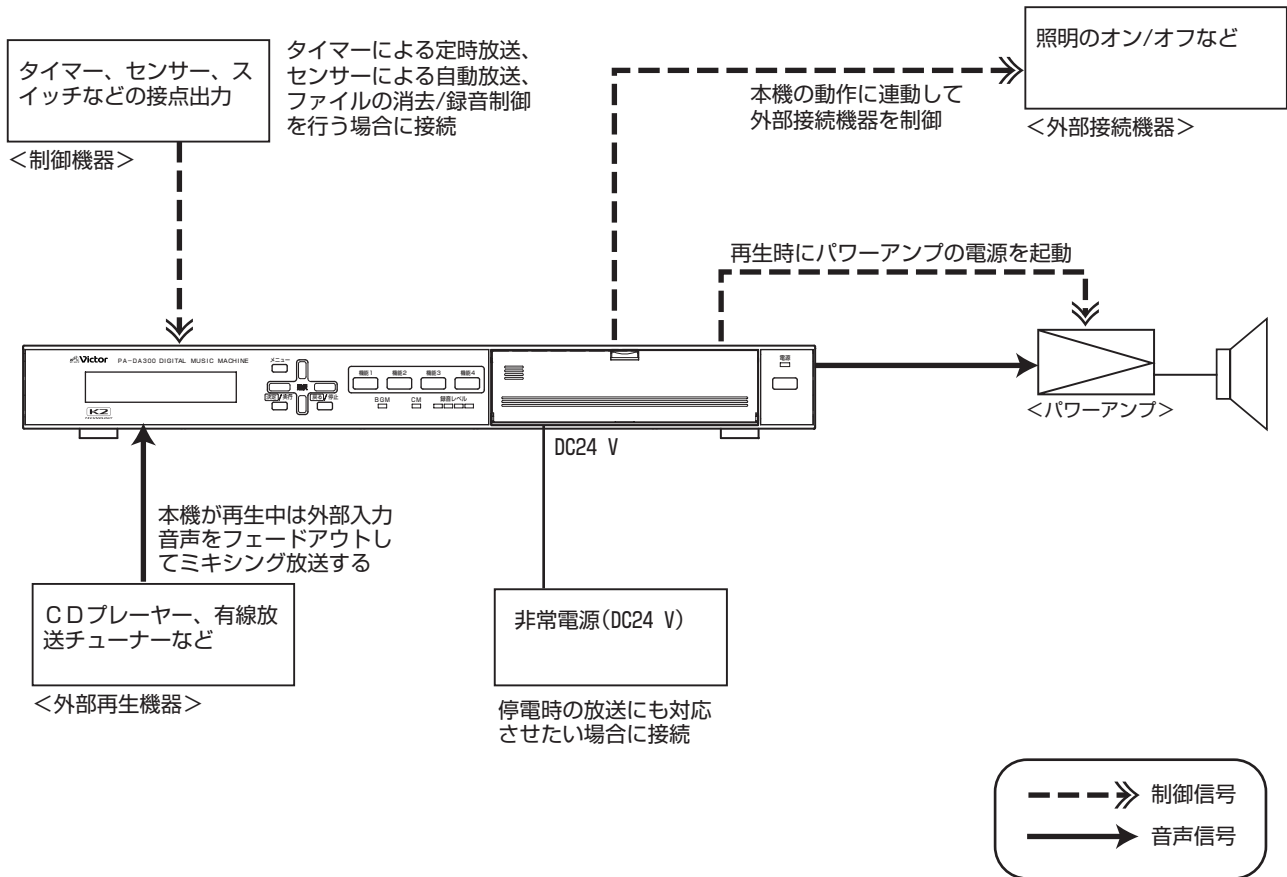 タイマー、センサー、ス
イッチなどの接点出力
＜制御機器＞
タイマーによる定時放送、
センサーによる自動放送、
ファイルの消去/録音制御
を行う場合に接続
本機の動作に連動して
外部接続機器を制御
照明のオン/オフなど
＜外部接続機器＞
再生時にパワーアンプの電源を起動
Victor PA-DA300 DIGITAL MUSIC MACHINE
メニュー
選択
決定/実行
戻る/停止
機能1 機能2 機能3 機能4
BGM CM 録音レベル
K2
電源
＜パワーアンプ＞
DC24 V
本機が再生中は外部入力
音声をフェードアウトし
てミキシング放送する
ＣＤプレーヤー、有線放
送チューナーなど
＜外部再生機器＞
非常電源(DC24 V)
停電時の放送にも対応
させたい場合に接続
制御信号
音声信号